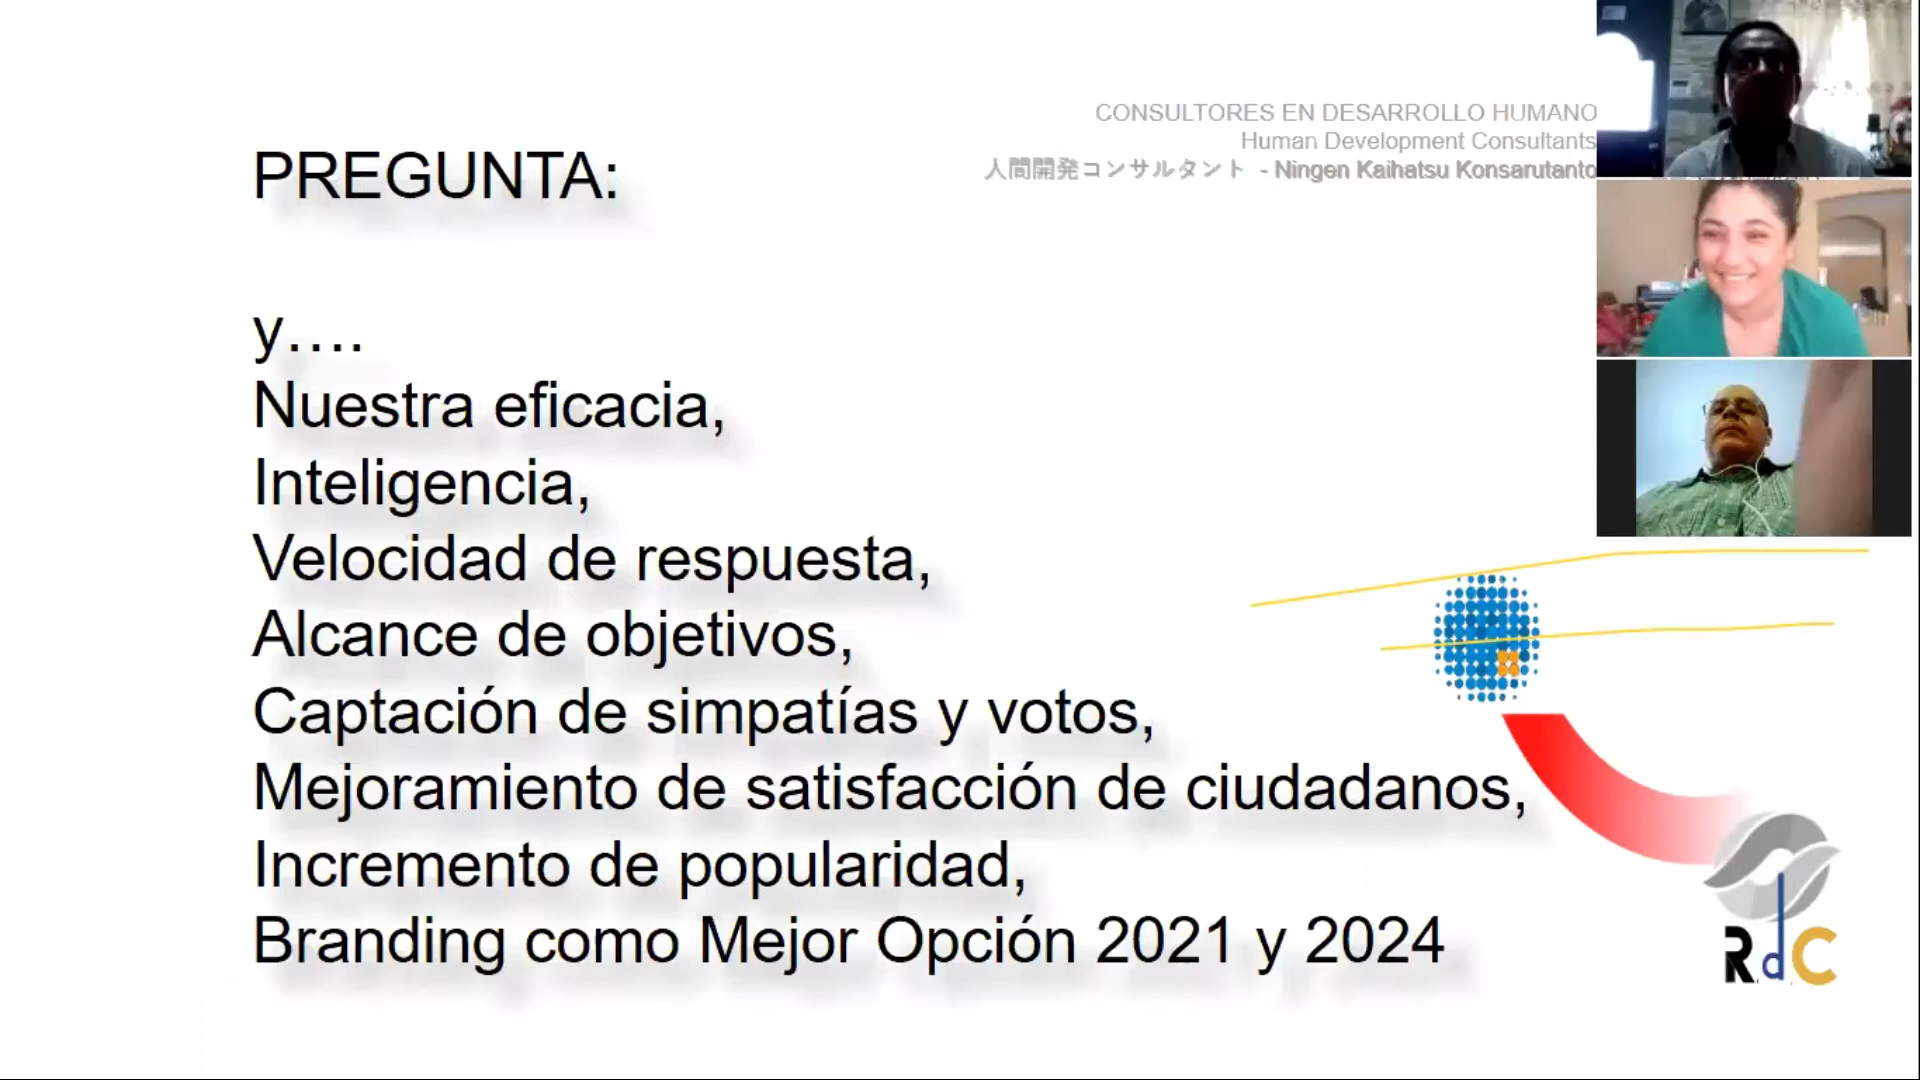 CONSULTORES EN DESARROLLO HUMANO
Human Development Consultants
人間開発コンサルタント - Ningen Kaihatsu Konsarutanto
PREGUNTA:
y....
Nuestra eficacia,
Inteligencia,
Velocidad de respuesta,
Alcance de objetivos,
Captación de simpatías y votos,
Mejoramiento de satisfacción de ciudadanos,
Incremento de popularidad,
Branding como Mejor Opción 2021 y 2024
R.d.C